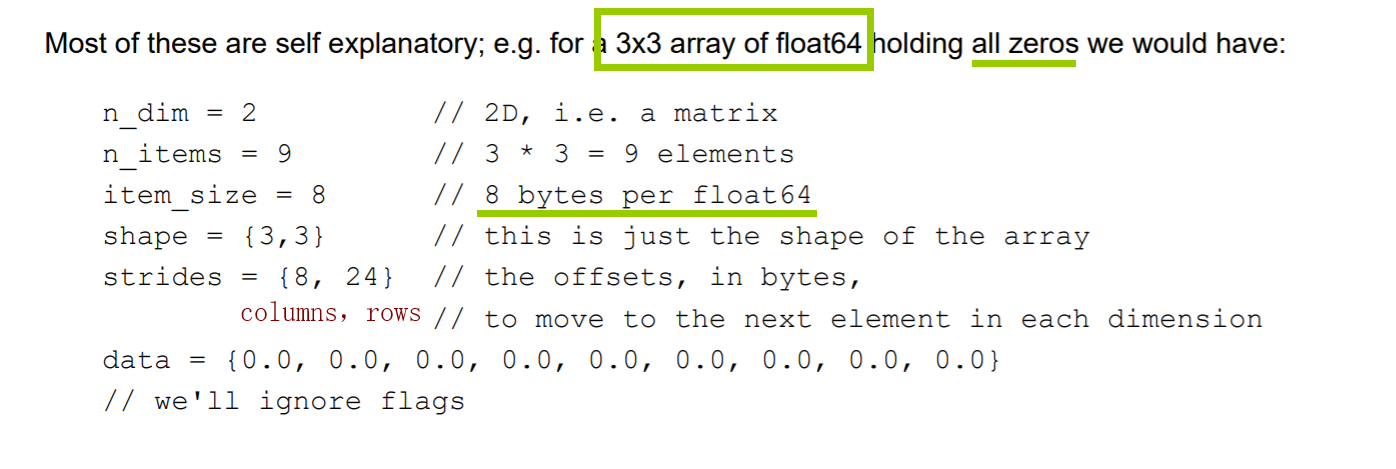 Most of these are self explanatory; e.g. for a 3x3 array of float64 holding all zeros we would have:
n_dim = 2 // 2D, i.e. a matrix
n_items = 9 // 3 * 3 = 9 elements
item_size = 8 // 8 bytes per float64
shape = {3,3} // this is just the shape of the array
strides = {8, 24} // the offsets, in bytes,
columns, rows // to move to the next element in each dimension
data = {0.0, 0.0, 0.0, 0.0, 0.0, 0.0, 0.0, 0.0, 0.0}
// we'll ignore flags